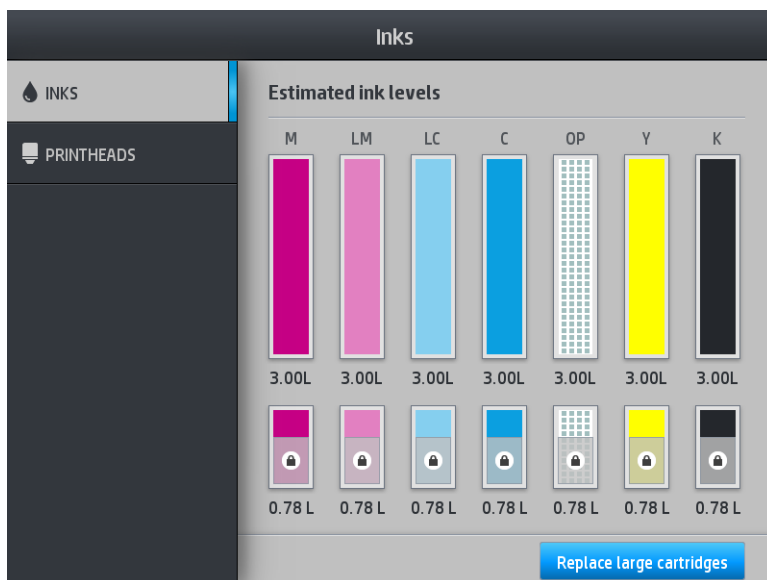 Inks
INKS
PRINTHEADS
Estimated ink levels
M LM LC C OP Y K
3.00L 3.00L 3.00L 3.00L 3.00L 3.00L 3.00L
0.78 L 0.78 L 0.78 L 0.78 L 0.78 L 0.78 L 0.78 L
Replace large cartridges